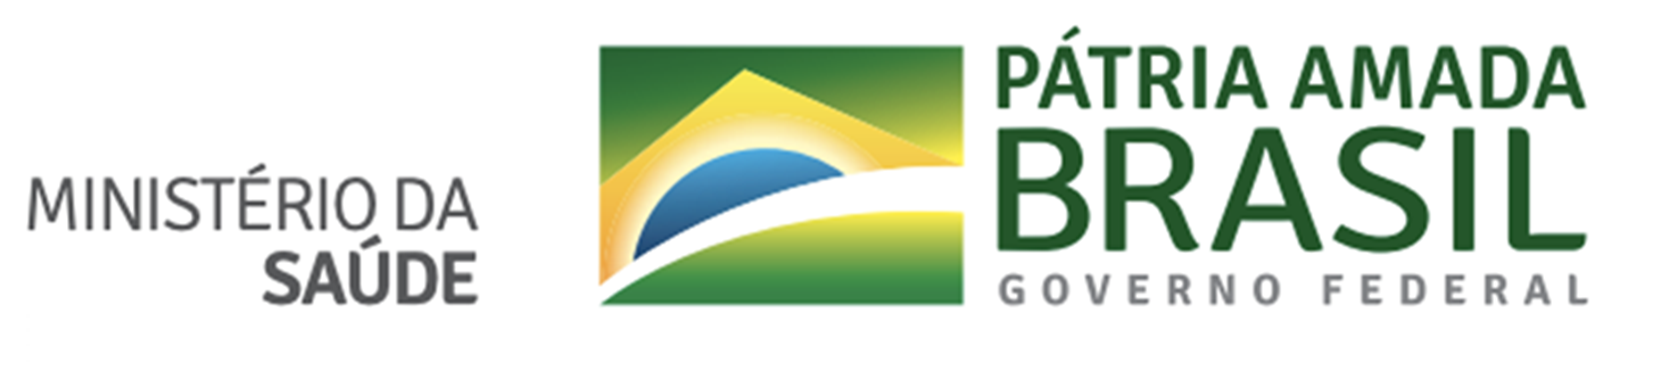 MINISTÉRIO DA
SAÚDE
PÁTRIA AMADA
BRASIL
GOVERNO FEDERAL